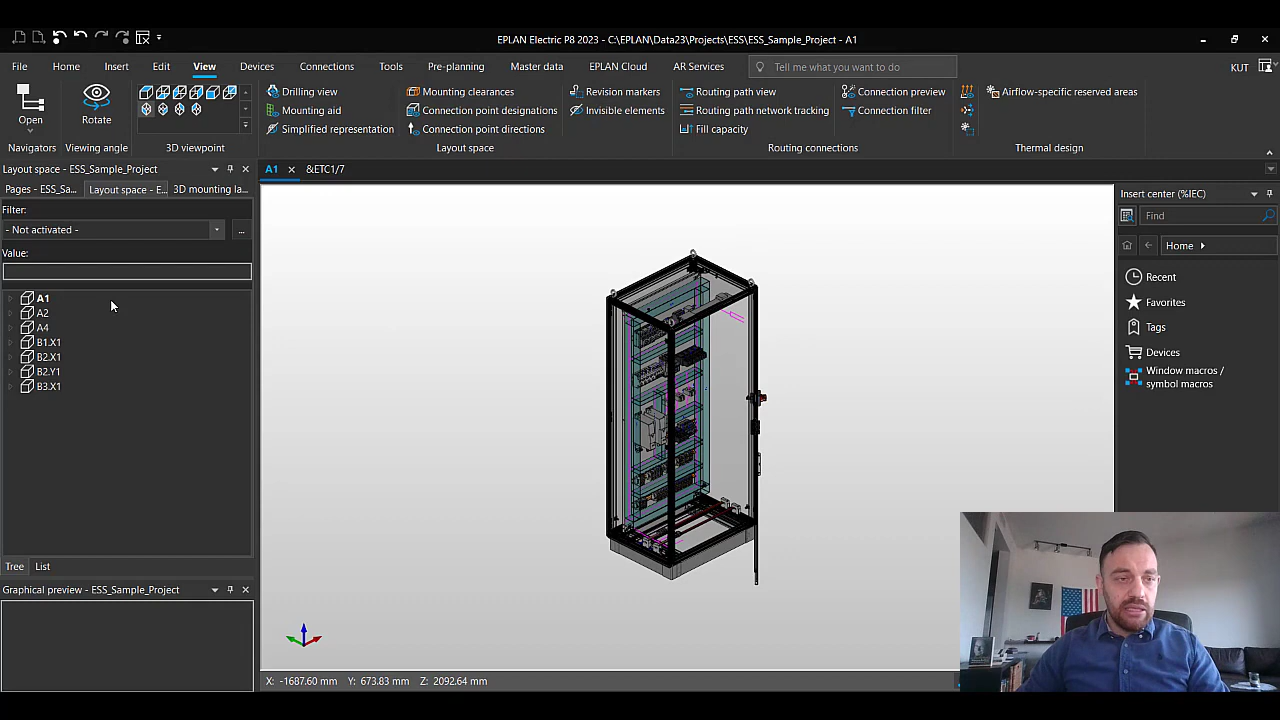 EPLAN Electric P8 2023 - C:\EPLAN\Data23\Projects\ESS\ESS_Sample_Project - A1
File Home Insert Edit View Devices Connections Tools Pre-planning Master data EPLAN Cloud AR Services Tell me what you want to do KUT
Open
Rotate
Drilling view
Mounting aid
Simplified representation
Mounting clearances
Connection point designations
Connection point directions
Revision markers
Invisible elements
Routing path view
Routing path network tracking
Fill capacity
Connection preview
Connection filter
Airflow-specific reserved areas
Navigators Viewing angle 3D viewpoint Layout space Routing connections Thermal design
Layout space - ESS_Sample_Project
Pages - ESS_Sa... Layout space - E... 3D mounting la...
Filter:
- Not activated -
...
Value:
A1
A2
A4
B1.X1
B2.X1
B2.Y1
B3.X1
Tree List
Graphical preview - ESS_Sample_Project
A1 &ETC1/7
X: -1687.60 mm Y: 673.83 mm Z: 2092.64 mm
Insert center (%IEC)
Find
Home
Recent
Favorites
Tags
Devices
Window macros /
symbol macros